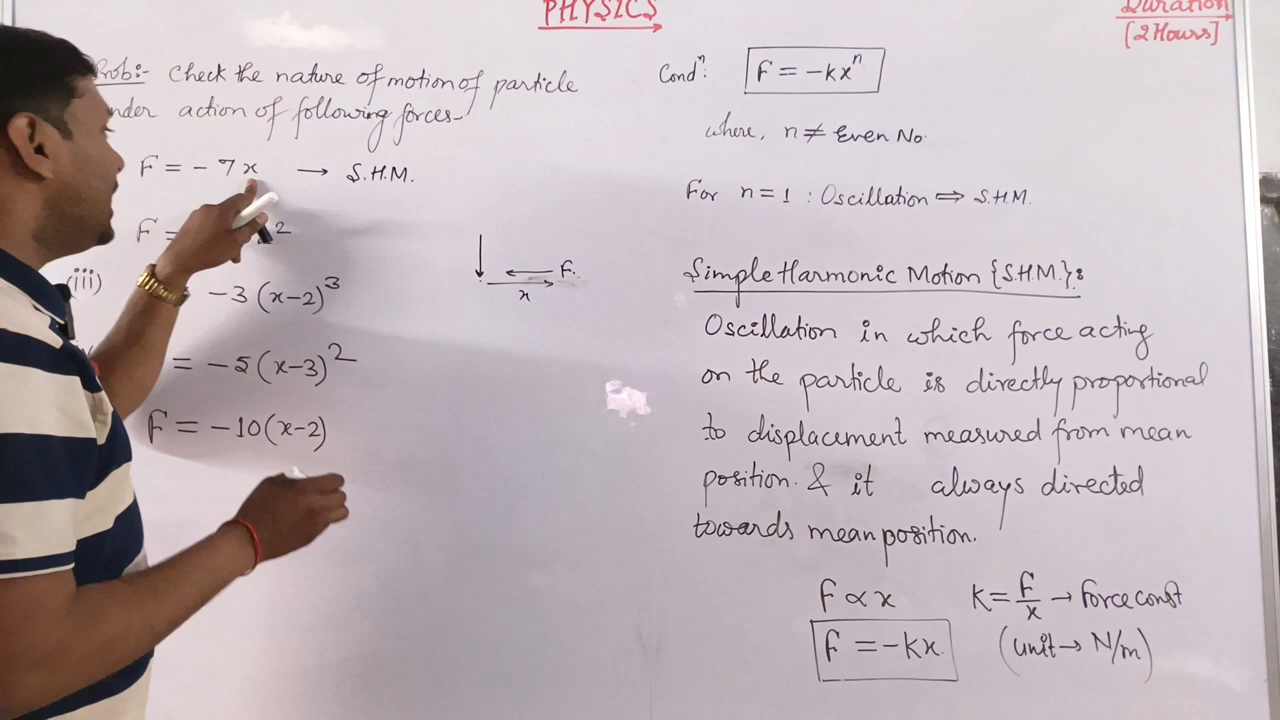 PHYSICS
Duration
[2 Hours]
Prob:- Check the nature of motion of particle
under action of following forces-
F = - 7x → S.H.M.
F = x²
(iii) -3(x-2)³
= -5(x-3)²
F = -10(x-2)
F
x
Condⁿ: F = -kxⁿ
where, n ≠ Even No.
For n=1 : Oscillation ⇒ S.H.M.
Simple Harmonic Motion {S.H.M.}:
Oscillation in which force acting
on the particle is directly proportional
to displacement measured from mean
position. & it always directed
towards mean position.
F ∝ x
F = -kx
K = F/x → Force const
(unit → N/m)